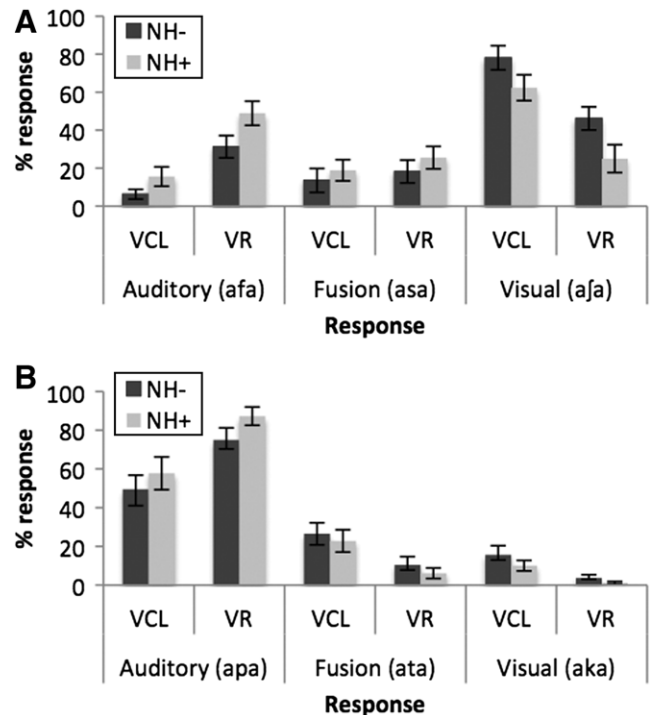 A
100
80
60
40
20
0
% response
NH-
NH+
VCL VR VCL VR VCL VR
Auditory (afa) Fusion (asa) Visual (aʃa)
Response
B
100
80
60
40
20
0
% response
NH-
NH+
VCL VR VCL VR VCL VR
Auditory (apa) Fusion (ata) Visual (aka)
Response